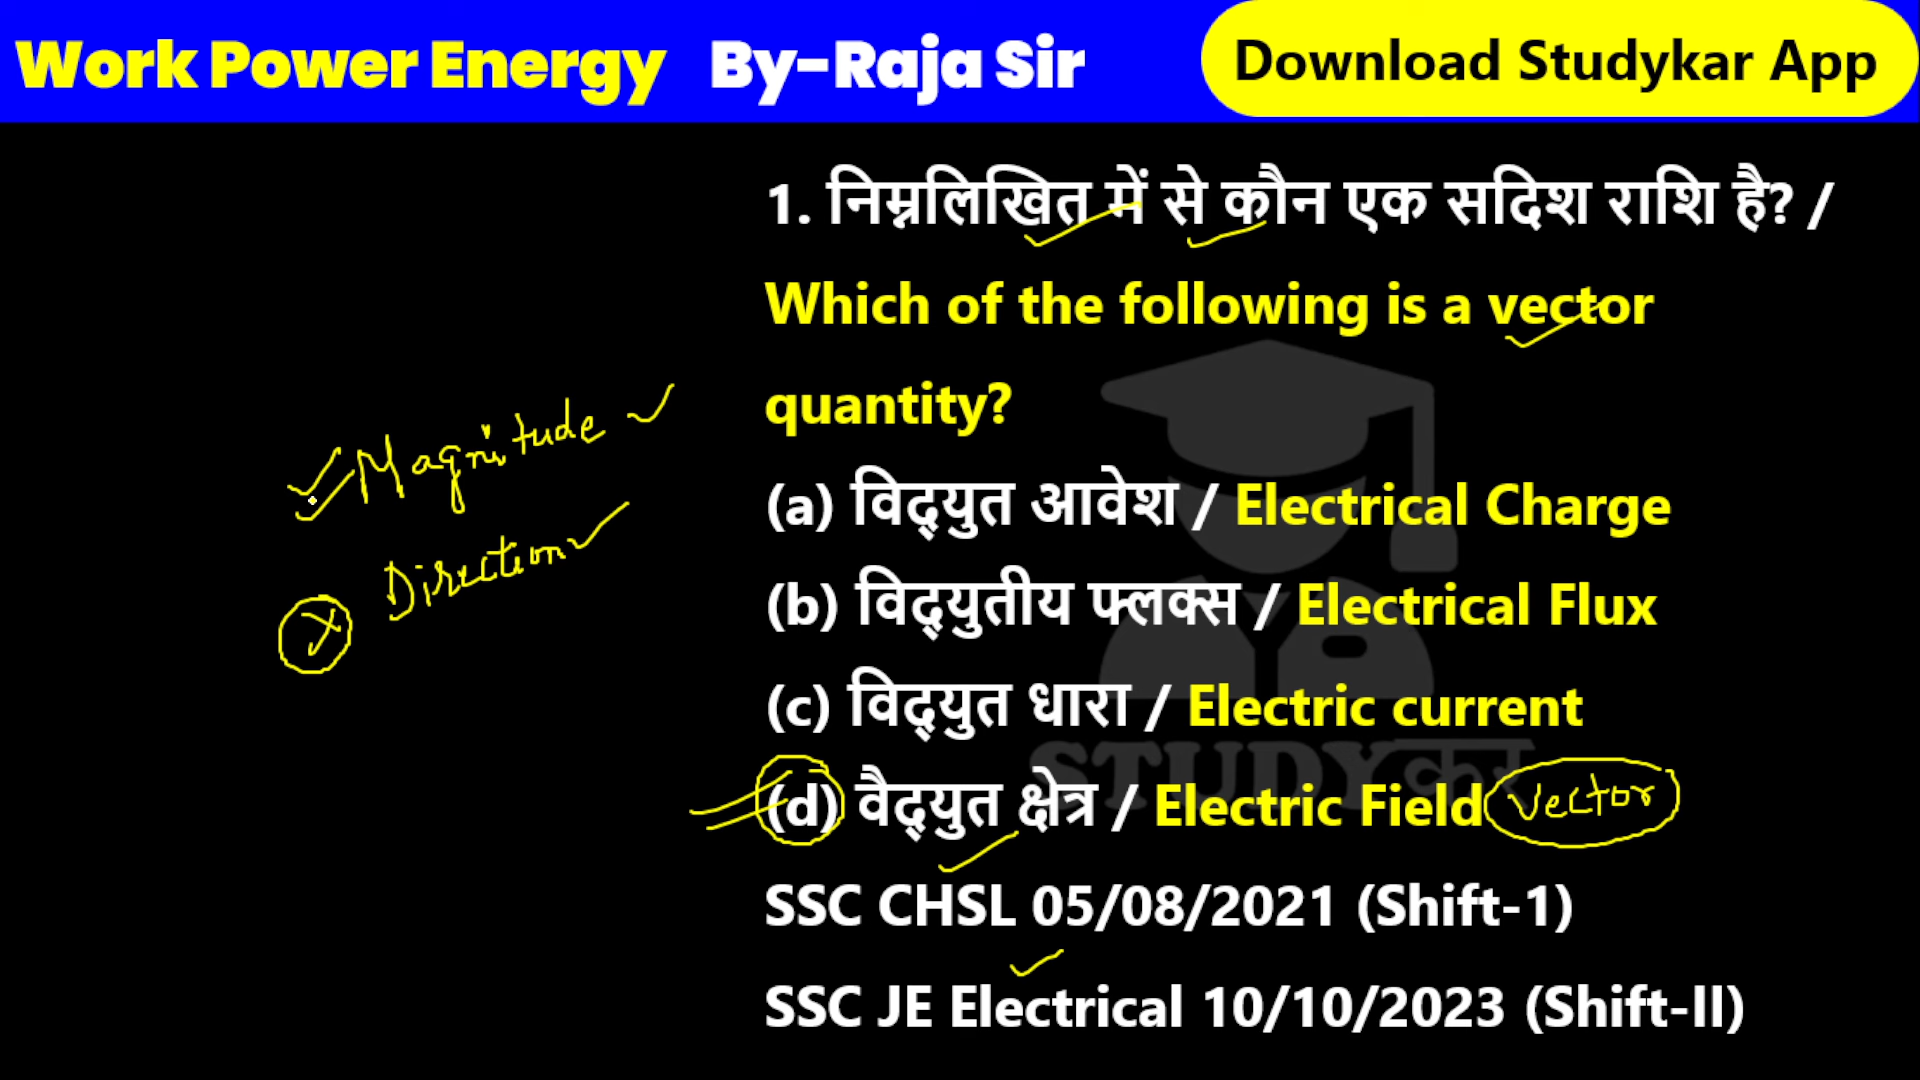 Work Power Energy By-Raja Sir
Download Studykar App
1. निम्नलिखित में से कौन एक सदिश राशि है? /
Which of the following is a vector
quantity?
(a) विद्युत आवेश / Electrical Charge
(b) विद्युतीय फ्लक्स / Electrical Flux
(c) विद्युत धारा / Electric current
(d) वैद्युत क्षेत्र / Electric Field Vector
SSC CHSL 05/08/2021 (Shift-1)
SSC JE Electrical 10/10/2023 (Shift-II)
Magnitude
Direction
STUDYकर